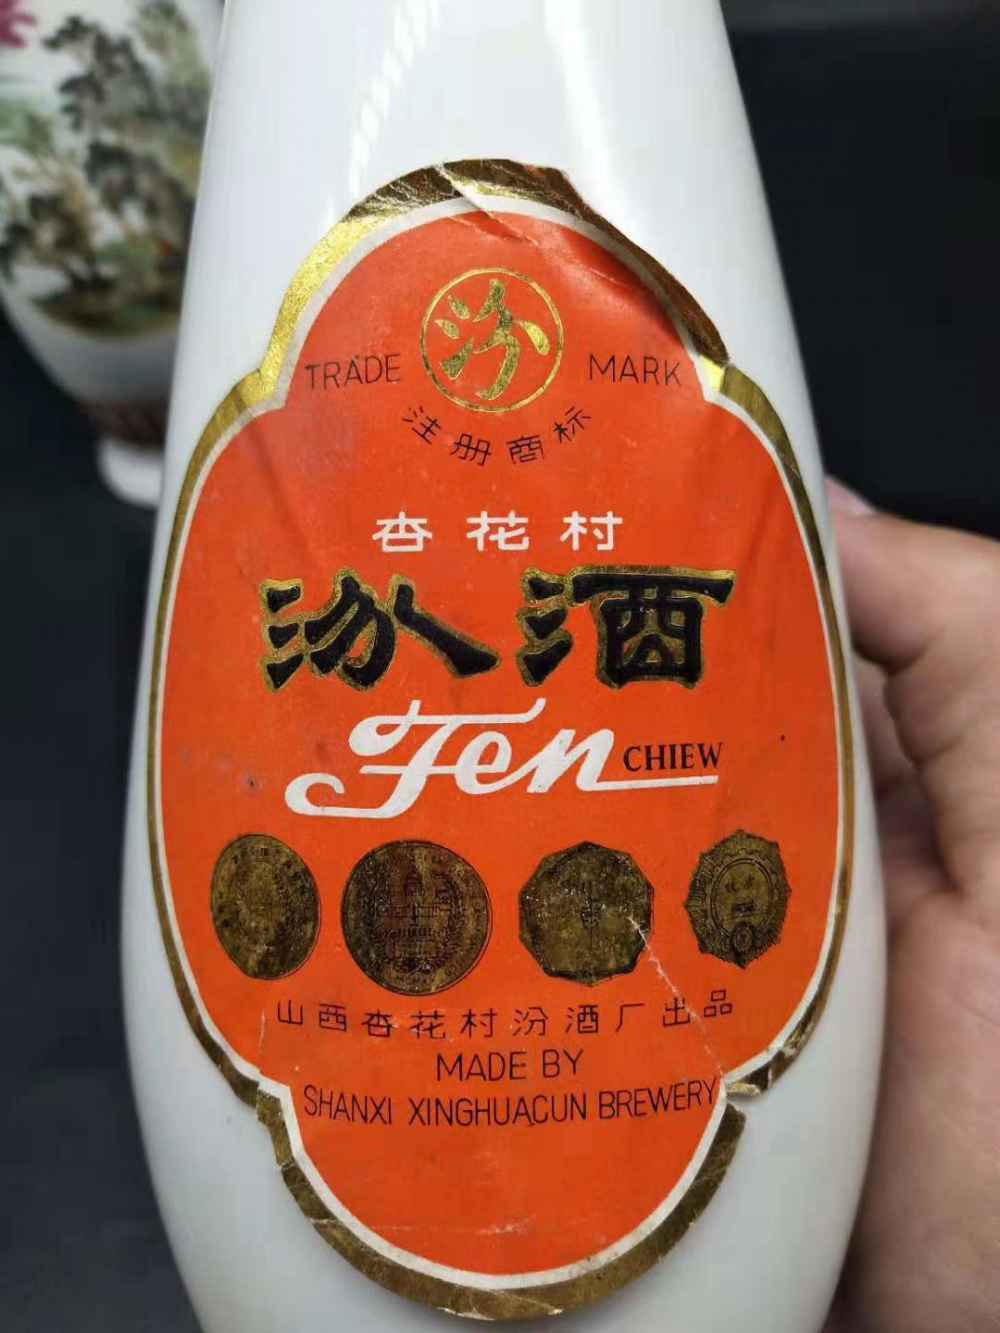 汾
TRADE MARK
注册商标
杏花村
汾酒
Fen CHIEW
山西杏花村汾酒厂出品
MADE BY
SHANXI XINGHUACUN BREWERY